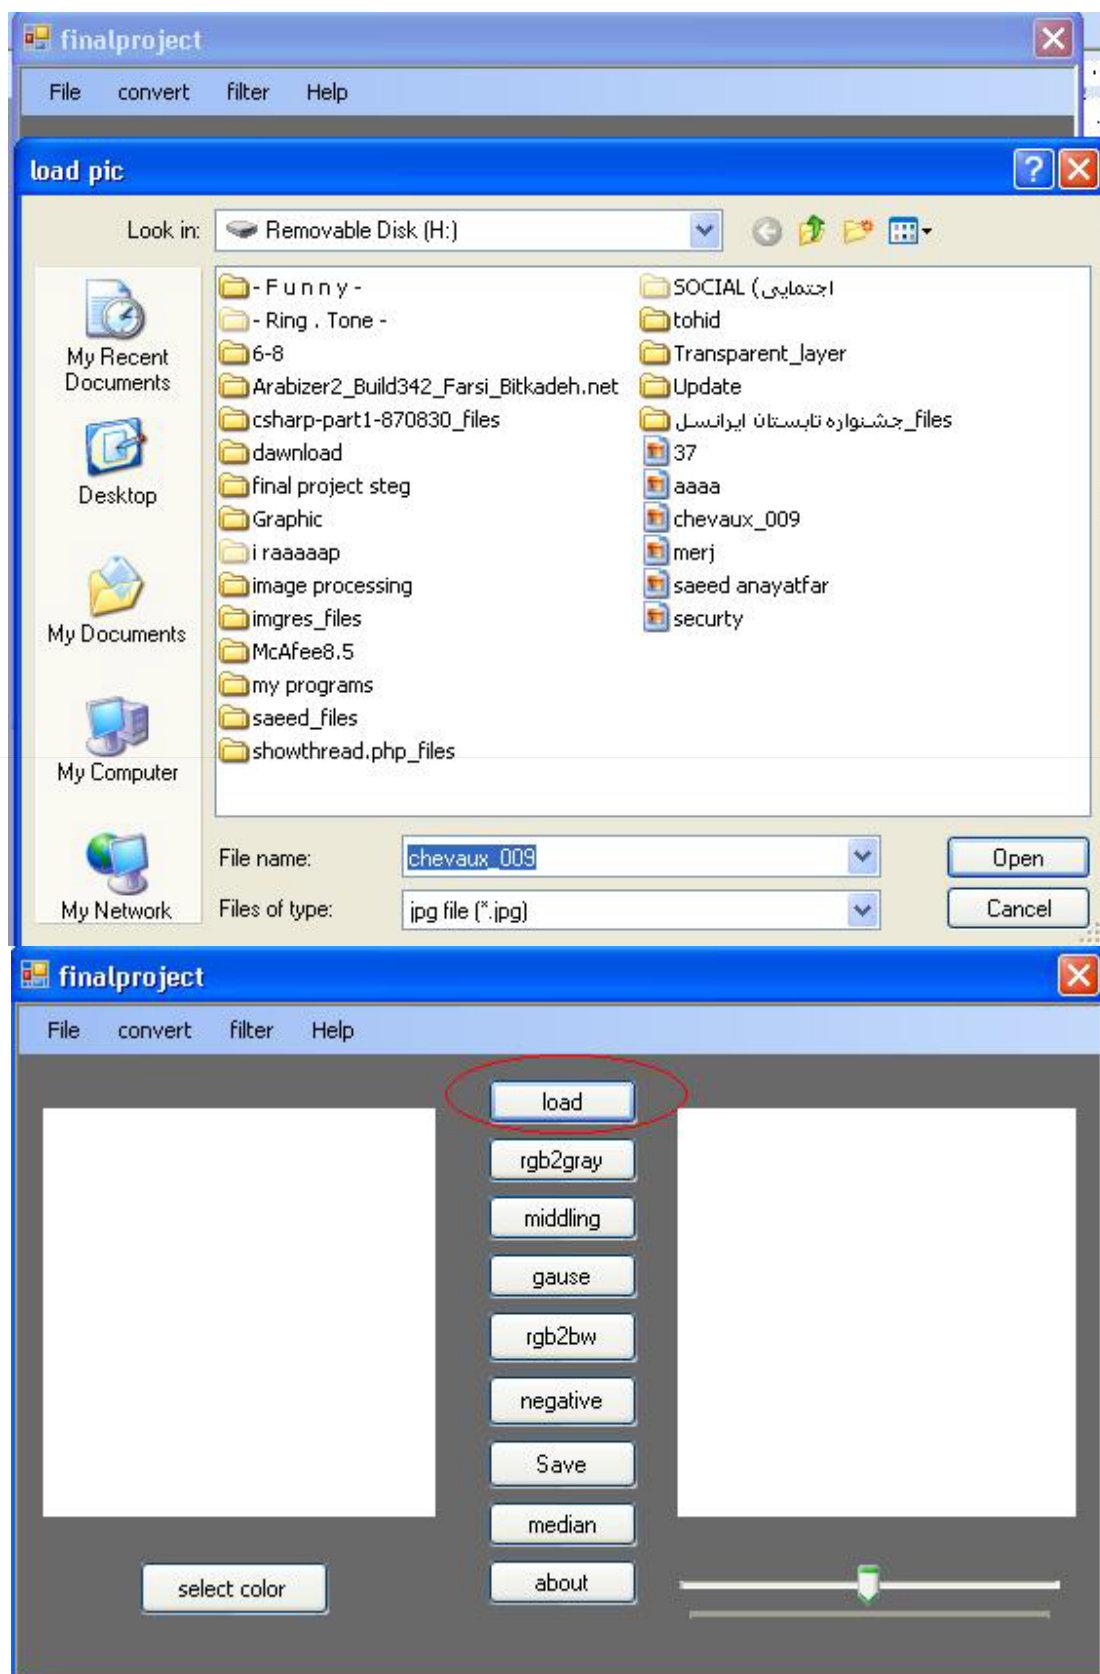 finalproject
File convert filter Help
load pic
Look in: Removable Disk (H:)
My Recent Documents
Desktop
My Documents
My Computer
My Network
- F u n n y -
- Ring . Tone -
6-8
Arabizer2_Build342_Farsi_Bitkadeh.net
csharp-part1-870830_files
dawnload
final project steg
Graphic
i raaaaap
image processing
imgres_files
McAfee8.5
my programs
saeed_files
showthread.php_files
SOCIAL (اجتمایی
tohid
Transparent_layer
Update
جشنواره تابستان ایرانسل_files
37
aaaa
chevaux_009
merj
saeed anayatfar
securty
File name: chevaux_009 Open
Files of type: jpg file (*.jpg) Cancel
finalproject
File convert filter Help
load
rgb2gray
middling
gause
rgb2bw
negative
Save
median
select color about